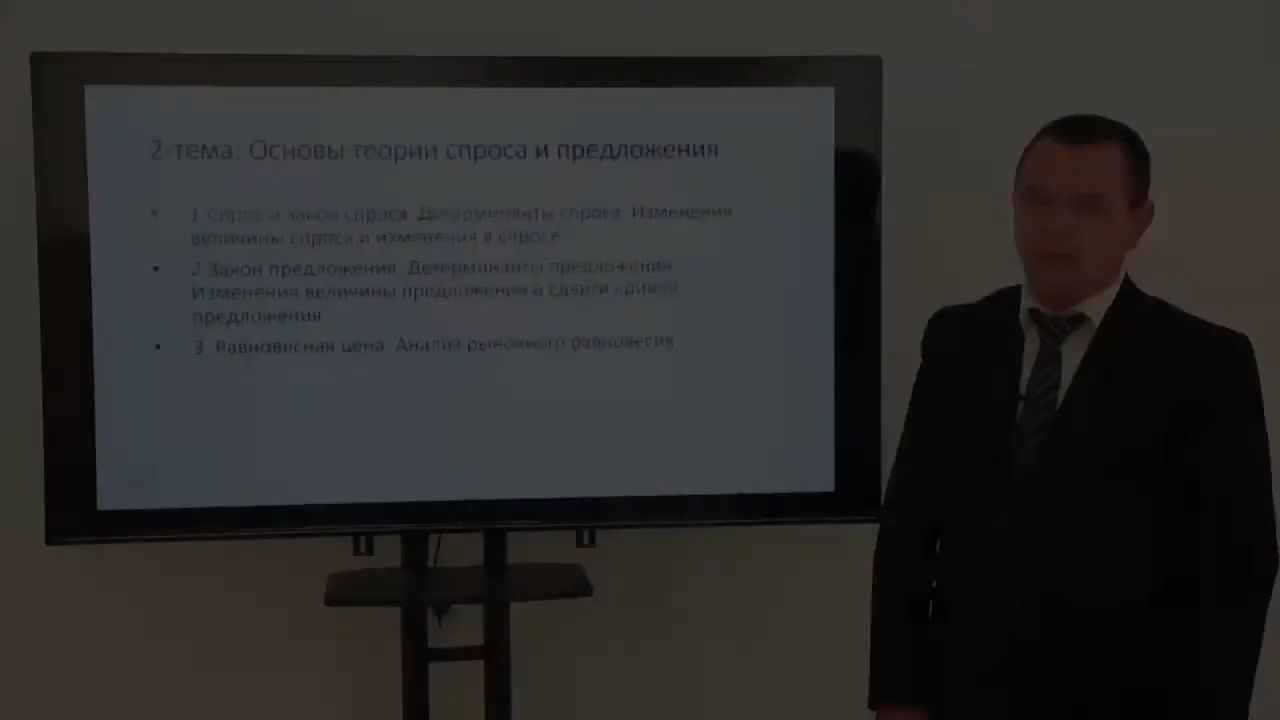 2-тема: Основы теории спроса и предложения
• 1 Спрос и закон спроса Детерминанты спроса Изменения
величины спроса и изменения в спросе
• 2 Закон предложения Детерминанты предложения
Изменения величины предложения и сдвиги кривой
предложения
• 3 Равновесная цена Анализ рыночного равновесия